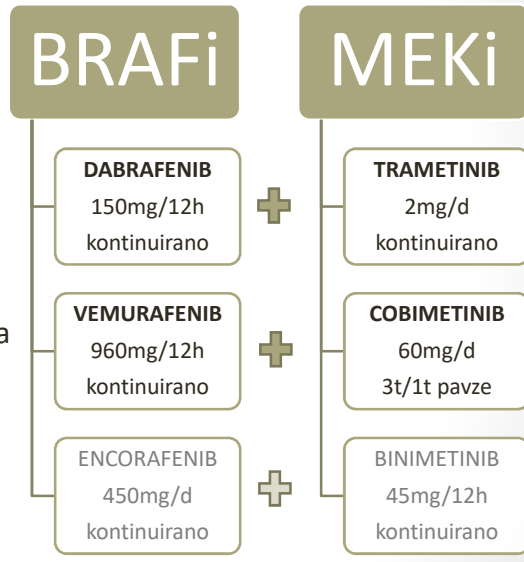 BRAFi
MEKi
DABRAFENIB
150mg/12h
kontinuirano
TRAMETINIB
2mg/d
kontinuirano
a
VEMURAFENIB
960mg/12h
kontinuirano
COBIMETINIB
60mg/d
3t/1t pavze
ENCORAFENIB
450mg/d
kontinuirano
BINIMETINIB
45mg/12h
kontinuirano